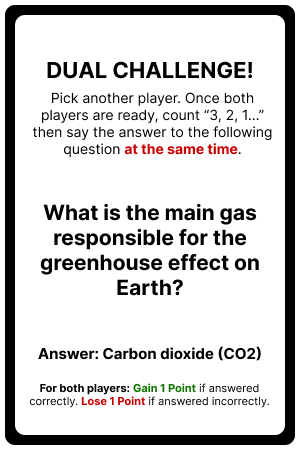 DUAL CHALLENGE!
Pick another player. Once both
players are ready, count “3, 2, 1...”
then say the answer to the following
question at the same time.
What is the main gas
responsible for the
greenhouse effect on
Earth?
Answer: Carbon dioxide (CO2)
For both players: Gain 1 Point if answered
correctly. Lose 1 Point if answered incorrectly.